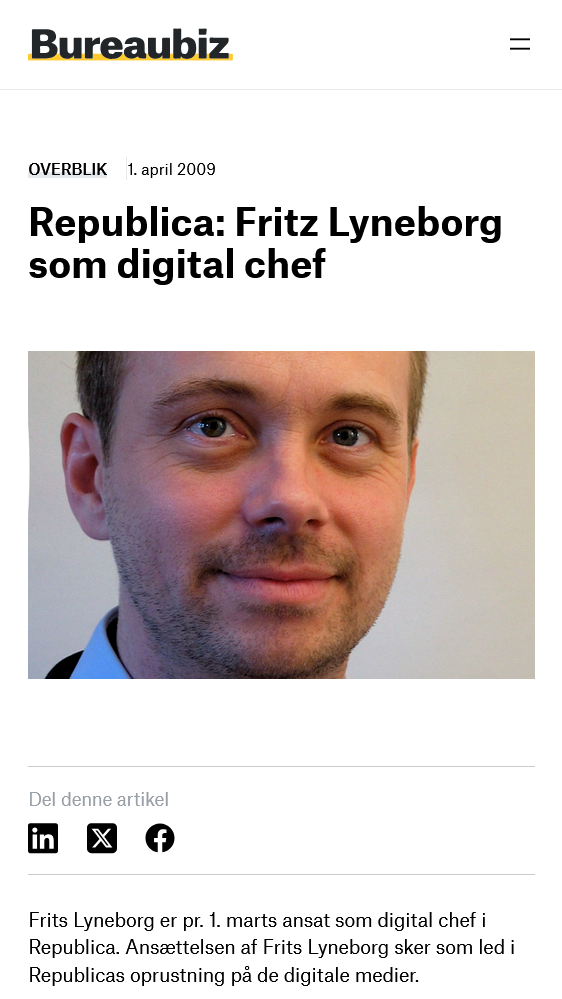 Bureaubiz
OVERBLIK
1. april 2009
Republica: Fritz Lyneborg
som digital chef
Del denne artikel
Frits Lyneborg er pr. 1. marts ansat som digital chef i
Republica. Ansættelsen af Frits Lyneborg sker som led i
Republicas oprustning på de digitale medier.